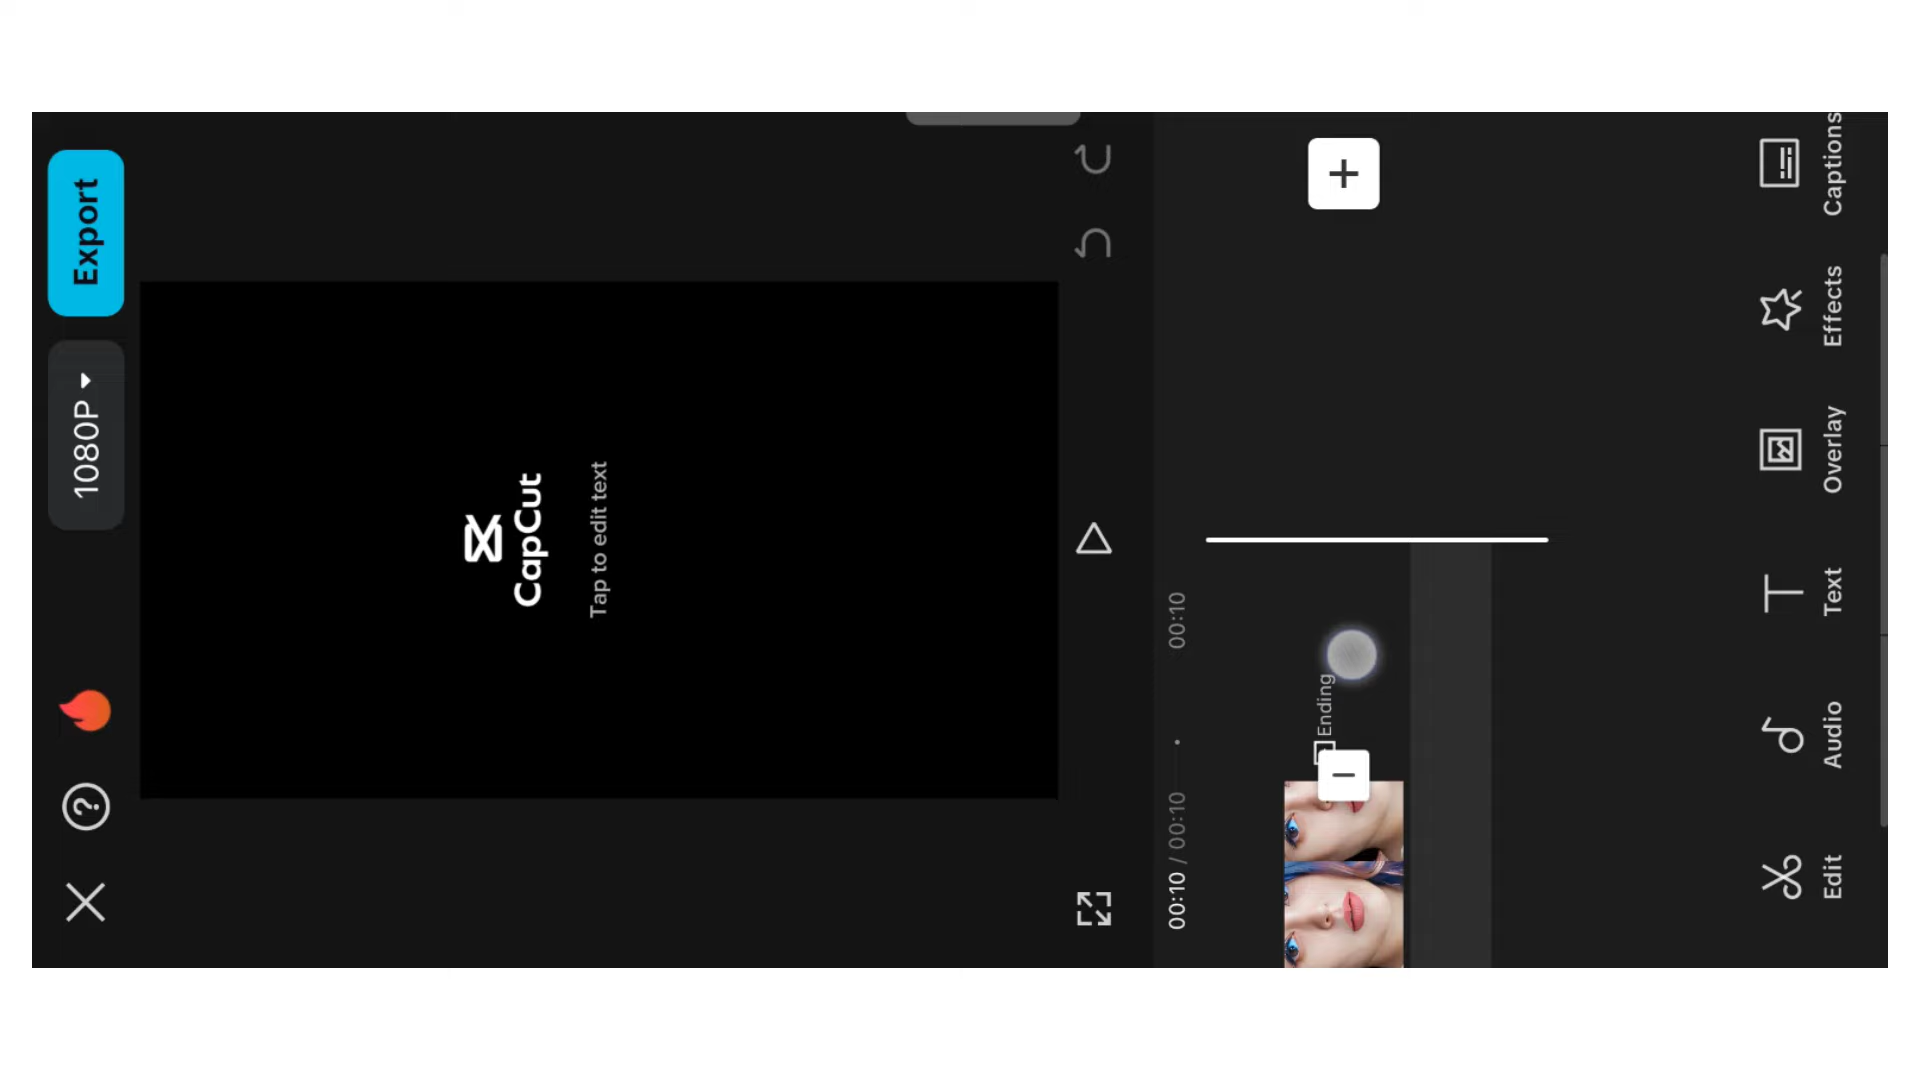 Export
1080P
CapCut
Tap to edit text
00:10 / 00:10
00:10
Ending
Edit
Audio
Text
Overlay
Effects
Captions